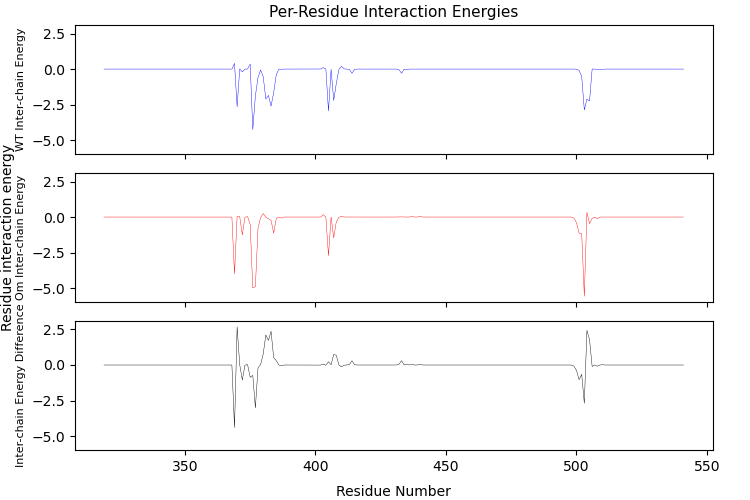 Per-Residue Interaction Energies
Residue interaction energy
WT Inter-chain Energy
2.5
0.0
−2.5
−5.0
Om Inter-chain Energy
2.5
0.0
−2.5
−5.0
Inter-chain Energy Difference
2.5
0.0
−2.5
−5.0
350
400
450
500
550
Residue Number